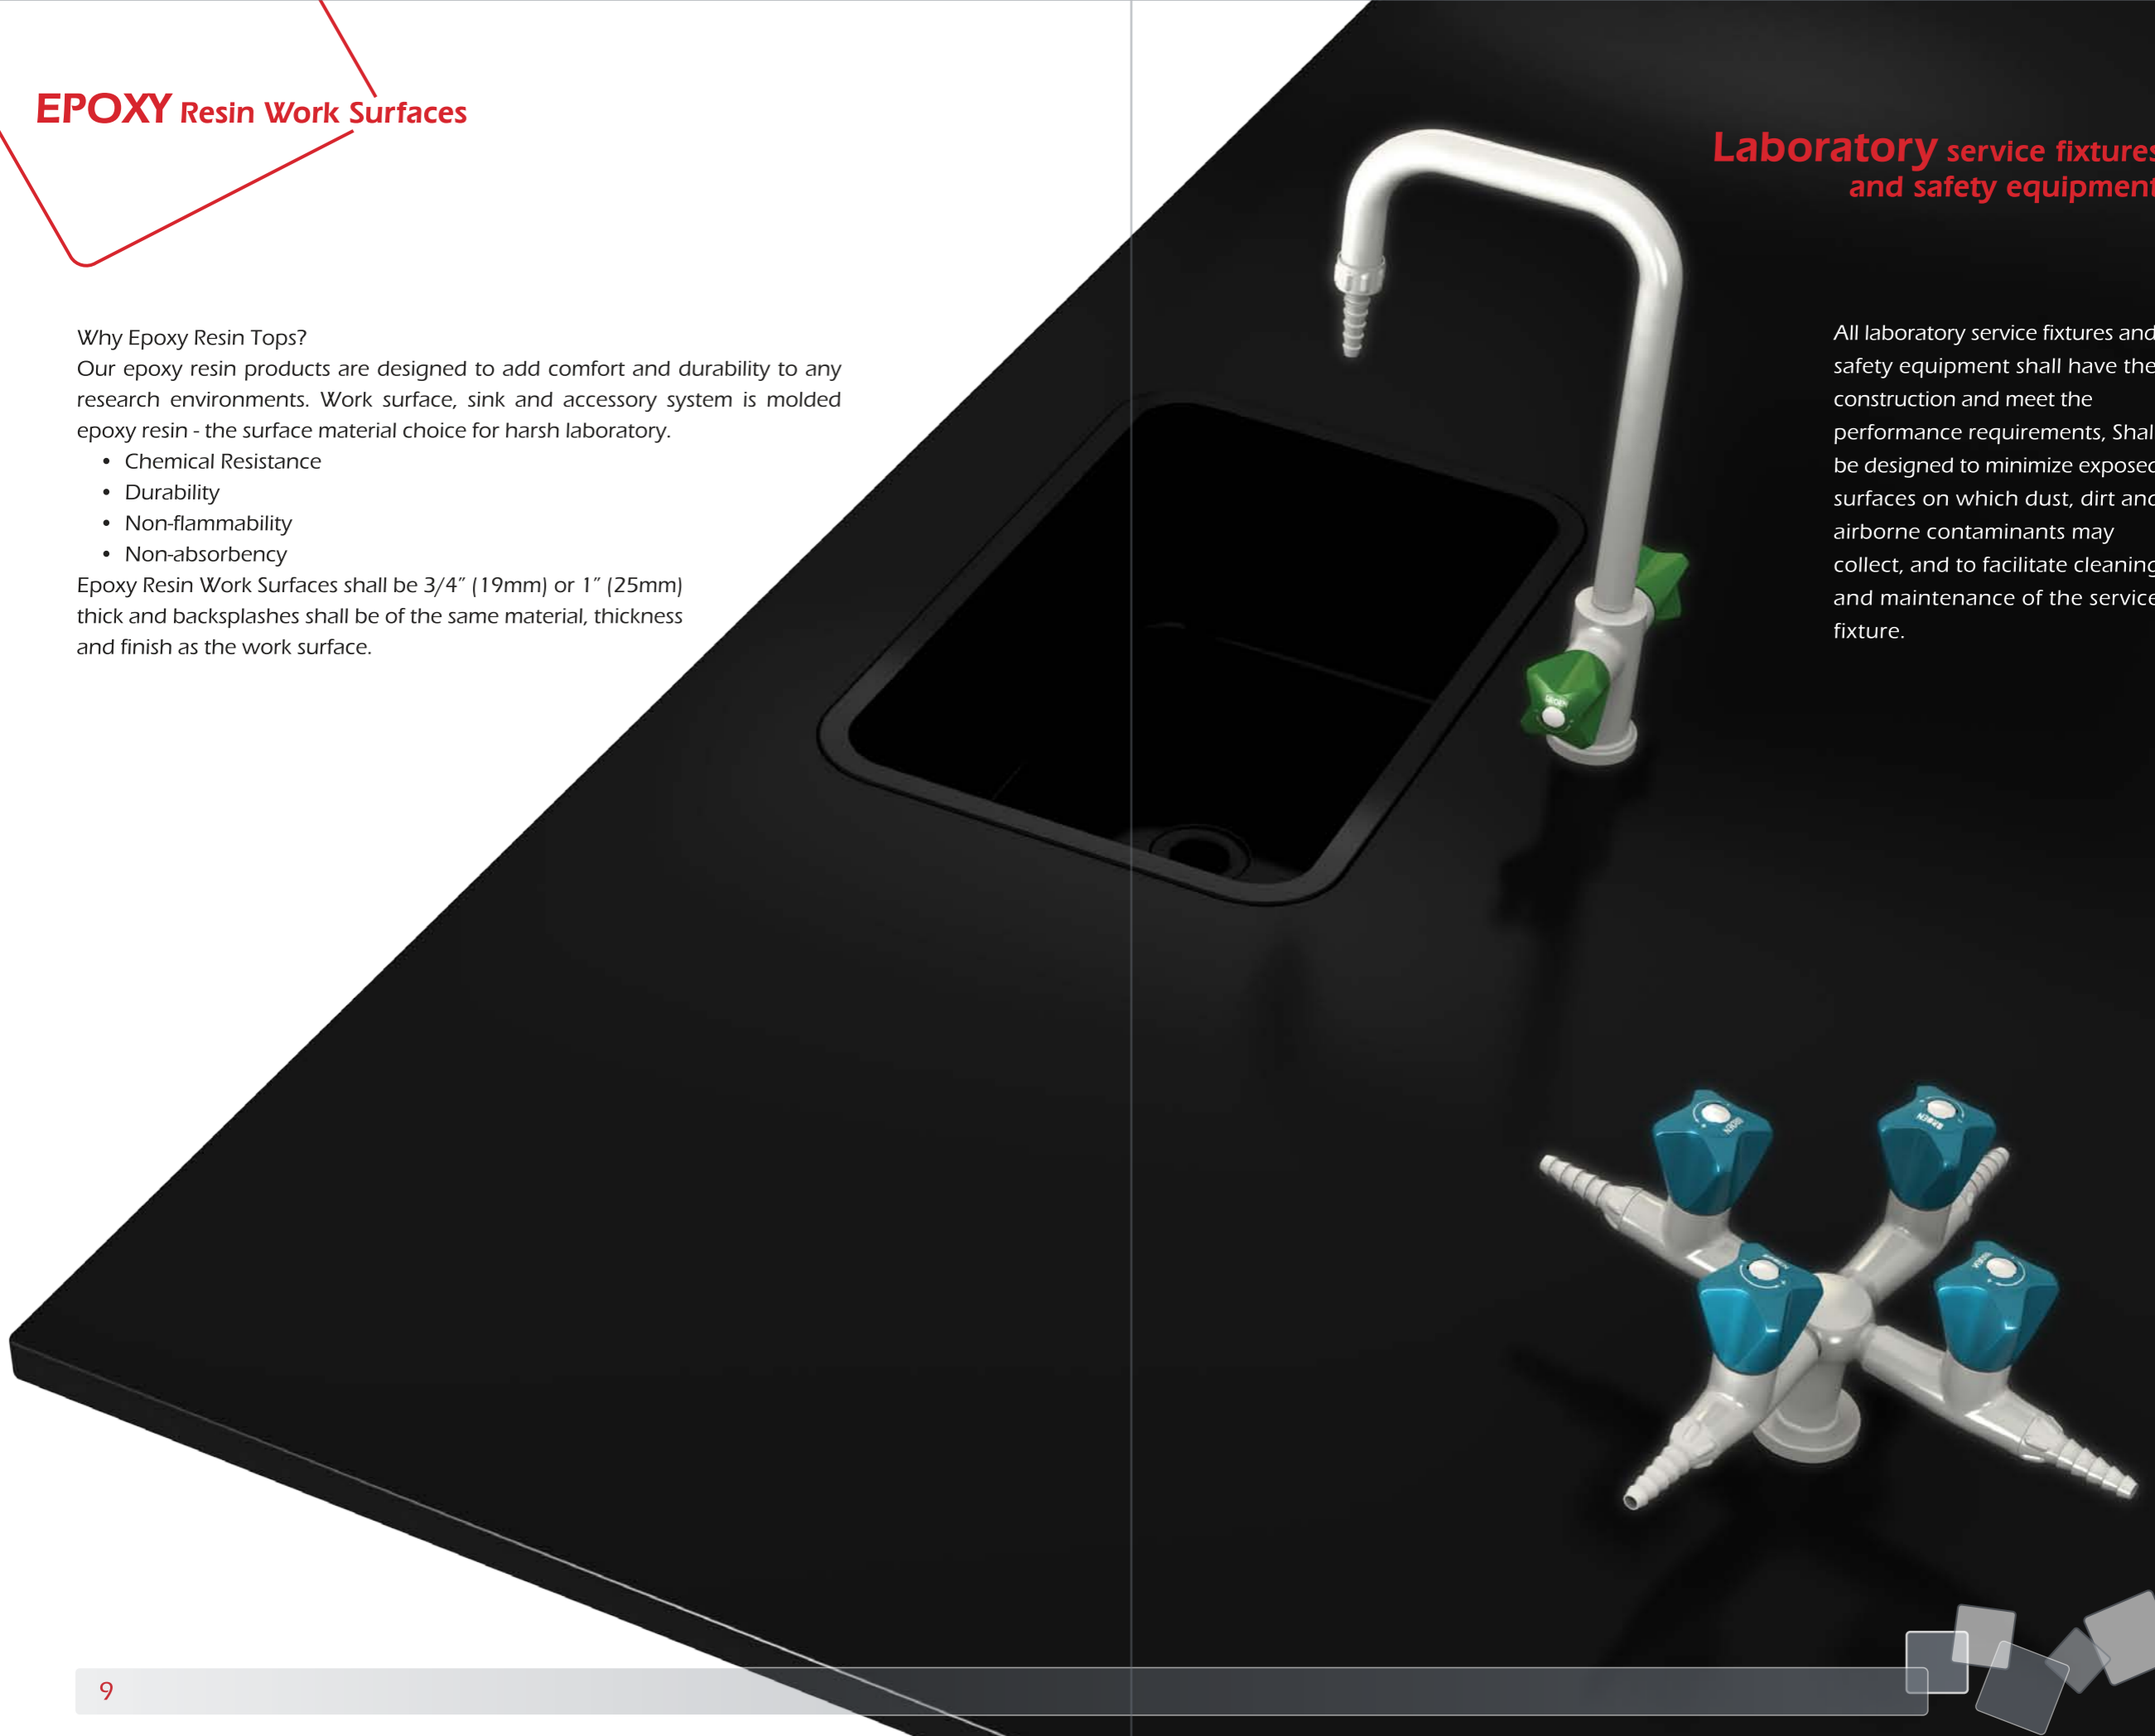 EPOXY Resin Work Surfaces
Why Epoxy Resin Tops?
Our epoxy resin products are designed to add comfort and durability to any
research environments. Work surface, sink and accessory system is molded
epoxy resin - the surface material choice for harsh laboratory.
• Chemical Resistance
• Durability
• Non-flammability
• Non-absorbency
Epoxy Resin Work Surfaces shall be 3/4” (19mm) or 1” (25mm)
thick and backsplashes shall be of the same material, thickness
and finish as the work surface.
Laboratory service fixtures
and safety equipment
All laboratory service fixtures and
safety equipment shall have the
construction and meet the
performance requirements, Shall
be designed to minimize exposed
surfaces on which dust, dirt and
airborne contaminants may
collect, and to facilitate cleaning
and maintenance of the service
fixture.
9